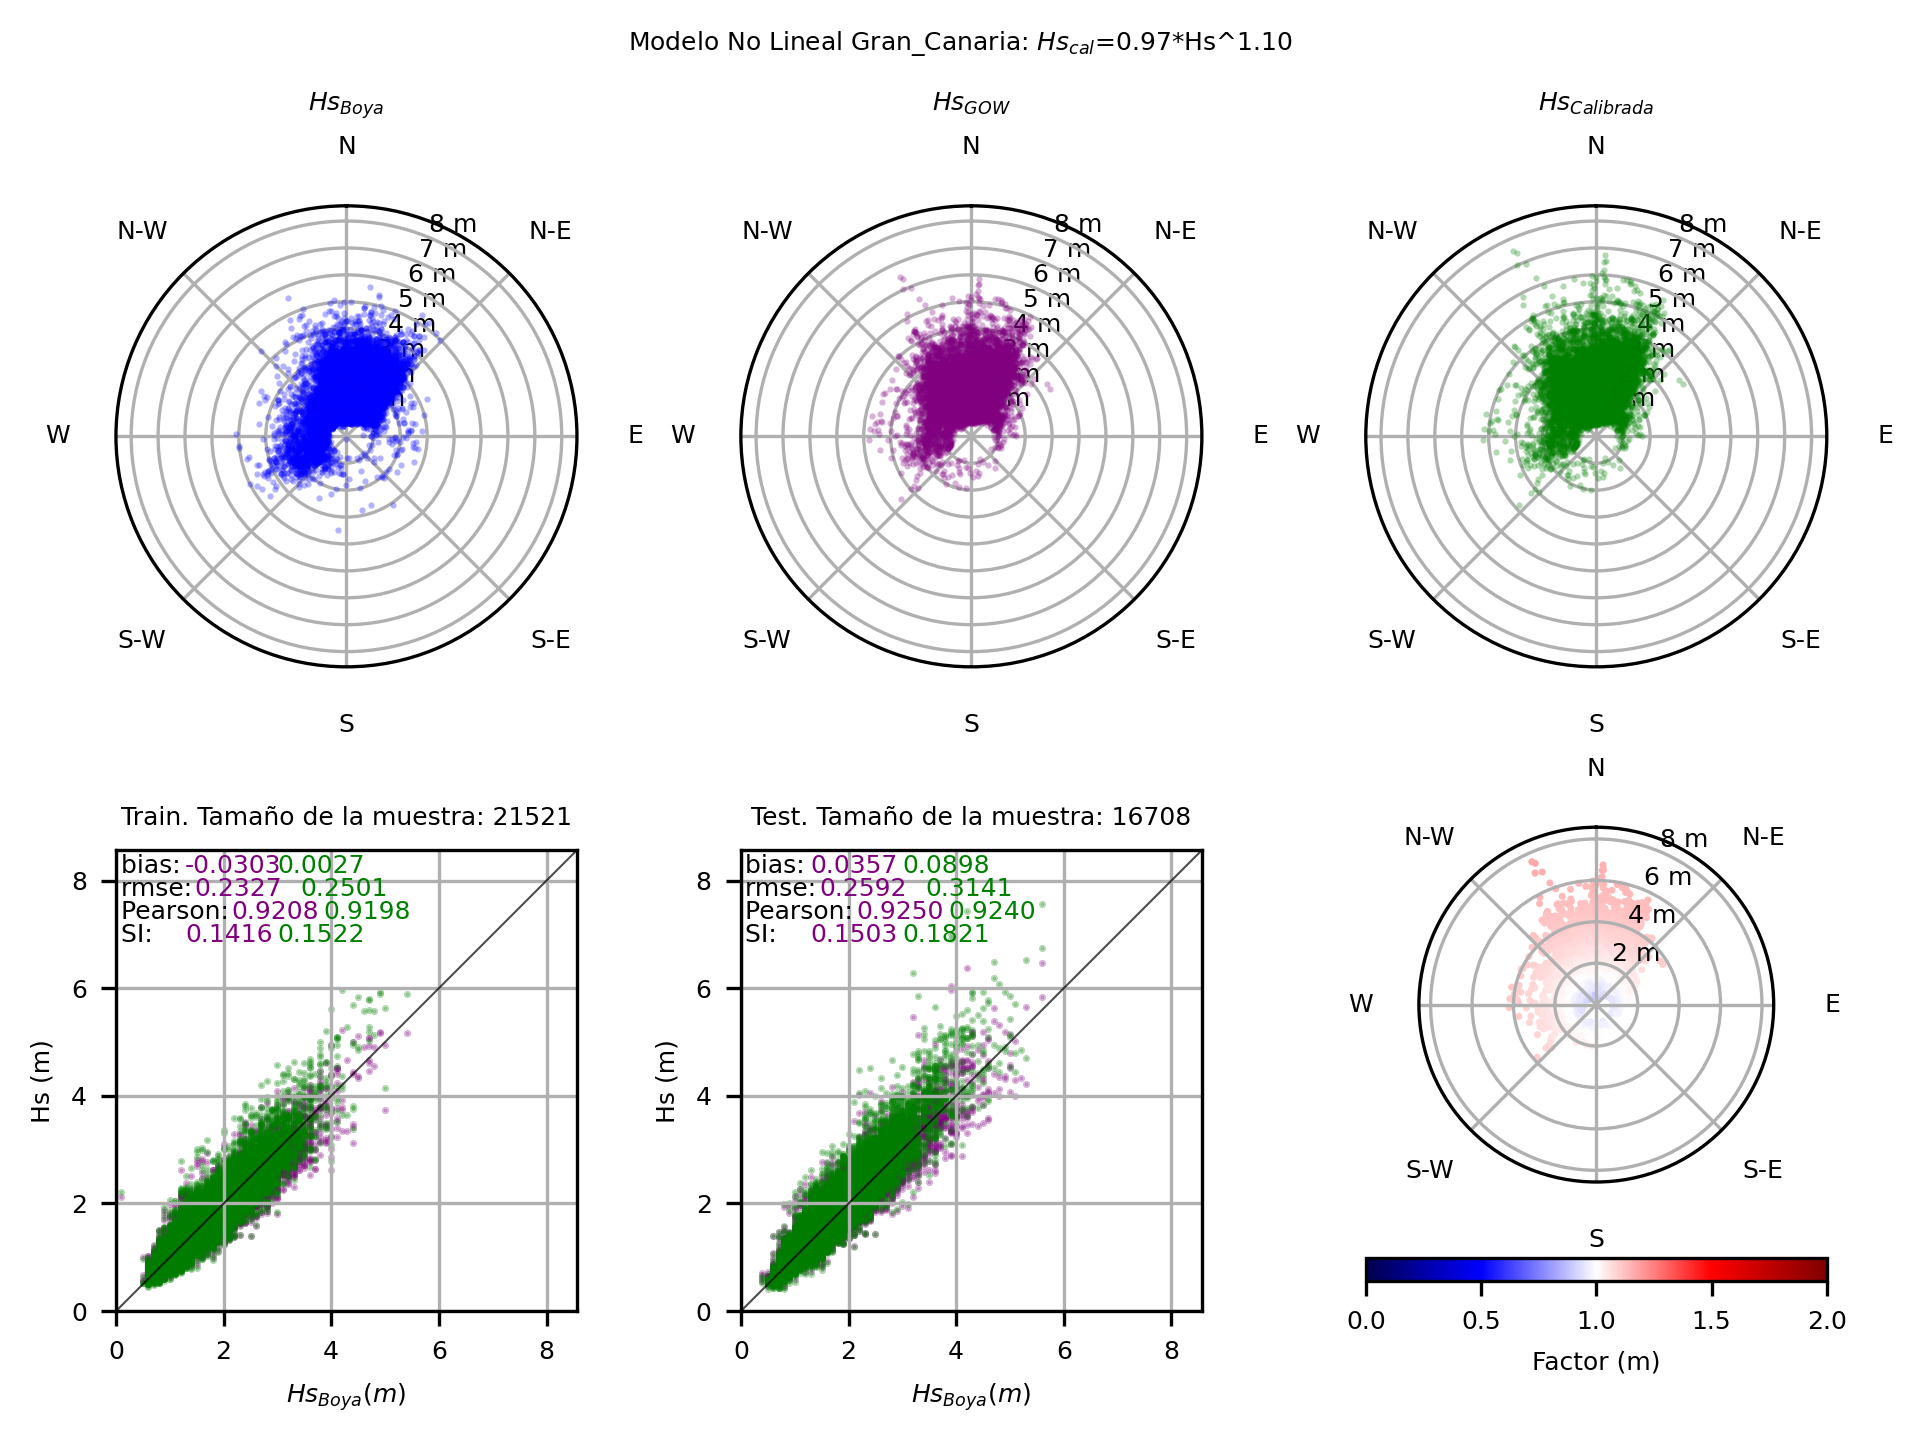 Modelo No Lineal Gran_Canaria: Hs_cal=0.97*Hs^1.10
Hs_Boya
N
N-W
N-E
W
E
S-W
S-E
S
8 m
7 m
6 m
5 m
4 m
m
m
Hs_GOW
N
N-W
N-E
W
E
S-W
S-E
S
8 m
7 m
6 m
5 m
4 m
m
m
m
Hs_Calibrada
N
N-W
N-E
W
E
S-W
S-E
S
8 m
7 m
6 m
5 m
4 m
m
m
m
Train. Tamaño de la muestra: 21521
bias: -0.0303 0.0027
rmse: 0.2327 0.2501
Pearson: 0.9208 0.9198
SI: 0.1416 0.1522
Hs (m)
8
6
4
2
0
0 2 4 6 8
Hs_Boya(m)
Test. Tamaño de la muestra: 16708
bias: 0.0357 0.0898
rmse: 0.2592 0.3141
Pearson: 0.9250 0.9240
SI: 0.1503 0.1821
Hs (m)
8
6
4
2
0
0 2 4 6 8
Hs_Boya(m)
N
N-W
N-E
W
E
S-W
S-E
S
8 m
6 m
4 m
2 m
0.0 0.5 1.0 1.5 2.0
Factor (m)